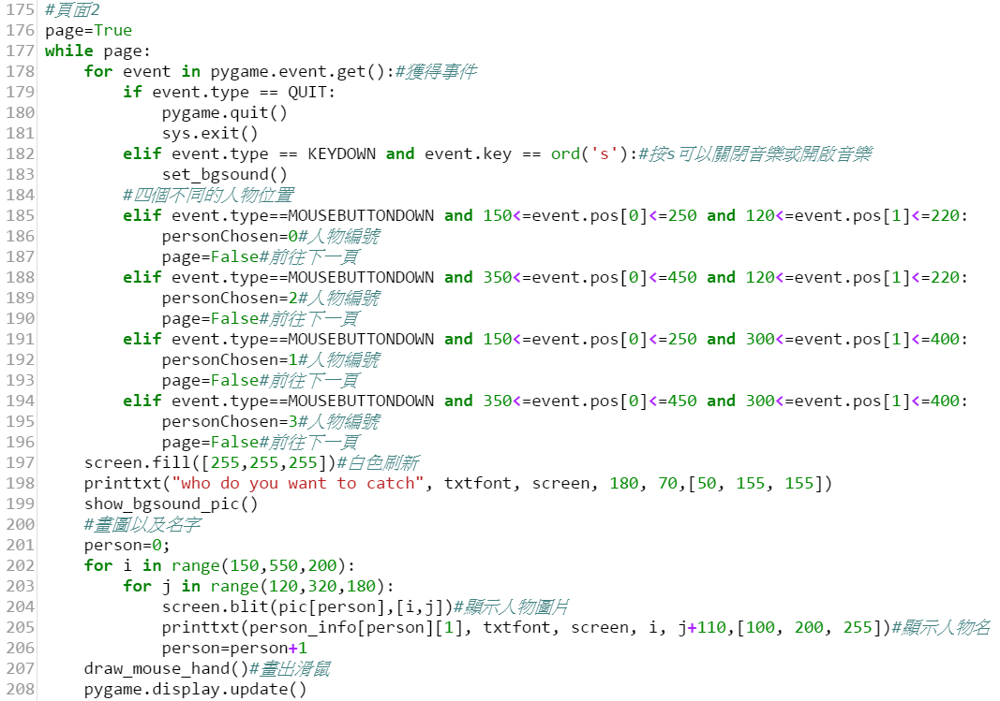 175 #頁面2
176 page=True
177 while page:
178     for event in pygame.event.get():#獲得事件
179         if event.type == QUIT:
180             pygame.quit()
181             sys.exit()
182         elif event.type == KEYDOWN and event.key == ord('s'):#按s可以關閉音樂或開啟音樂
183             set_bgsound()
184         #四個不同的人物位置
185         elif event.type==MOUSEBUTTONDOWN and 150<=event.pos[0]<=250 and 120<=event.pos[1]<=220:
186             personChosen=0#人物編號
187             page=False#前往下一頁
188         elif event.type==MOUSEBUTTONDOWN and 350<=event.pos[0]<=450 and 120<=event.pos[1]<=220:
189             personChosen=2#人物編號
190             page=False#前往下一頁
191         elif event.type==MOUSEBUTTONDOWN and 150<=event.pos[0]<=250 and 300<=event.pos[1]<=400:
192             personChosen=1#人物編號
193             page=False#前往下一頁
194         elif event.type==MOUSEBUTTONDOWN and 350<=event.pos[0]<=450 and 300<=event.pos[1]<=400:
195             personChosen=3#人物編號
196             page=False#前往下一頁
197     screen.fill([255,255,255])#白色刷新
198     printtxt("who do you want to catch", txtfont, screen, 180, 70,[50, 155, 155])
199     show_bgsound_pic()
200     #畫圖以及名字
201     person=0;
202     for i in range(150,550,200):
203         for j in range(120,320,180):
204             screen.blit(pic[person],[i,j])#顯示人物圖片
205             printtxt(person_info[person][1], txtfont, screen, i, j+110,[100, 200, 255])#顯示人物名
206             person=person+1
207     draw_mouse_hand()#畫出滑鼠
208     pygame.display.update()